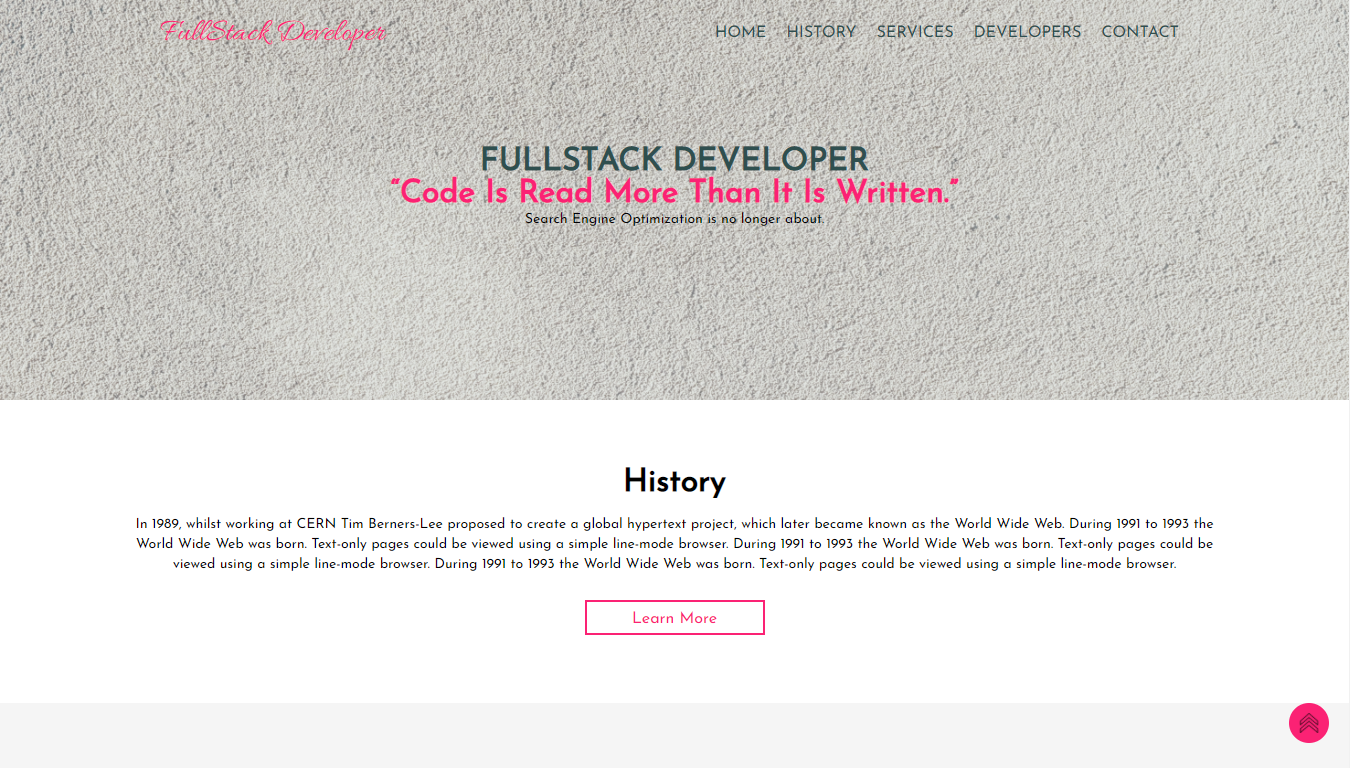 FullStack Developer
HOME HISTORY SERVICES DEVELOPERS CONTACT
FULLSTACK DEVELOPER
“Code Is Read More Than It Is Written.”
Search Engine Optimization is no longer about.
History
In 1989, whilst working at CERN Tim Berners-Lee proposed to create a global hypertext project, which later became known as the World Wide Web. During 1991 to 1993 the
World Wide Web was born. Text-only pages could be viewed using a simple line-mode browser. During 1991 to 1993 the World Wide Web was born. Text-only pages could be
viewed using a simple line-mode browser. During 1991 to 1993 the World Wide Web was born. Text-only pages could be viewed using a simple line-mode browser.
Learn More